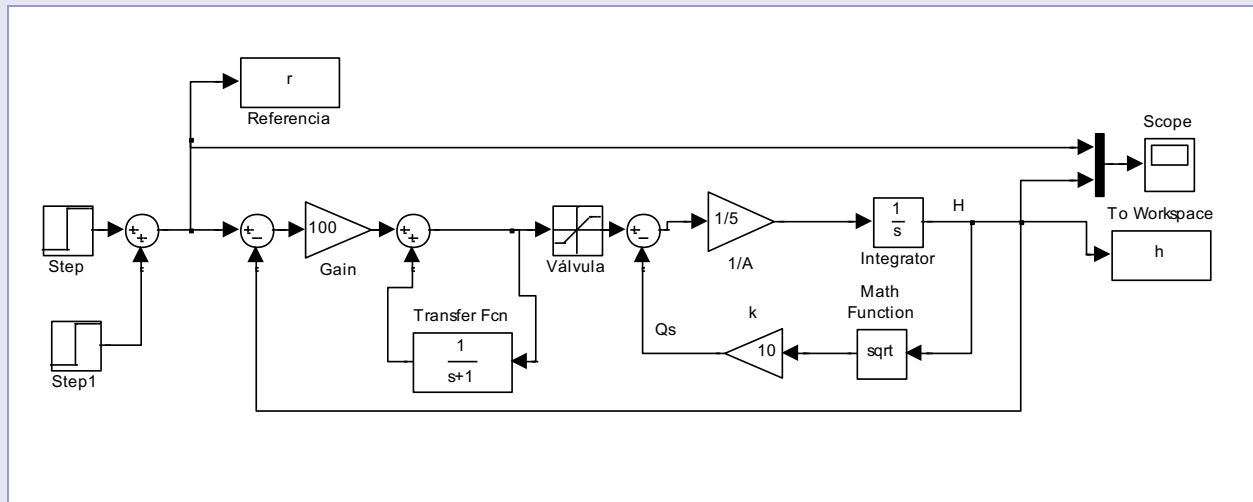 r
Referencia
Scope
Step
100
Gain
Válvula
1/5
1/A
1
s
Integrator
H
To Workspace
h
Step1
Transfer Fcn
1
s+1
Qs
k
10
Math
Function
sqrt